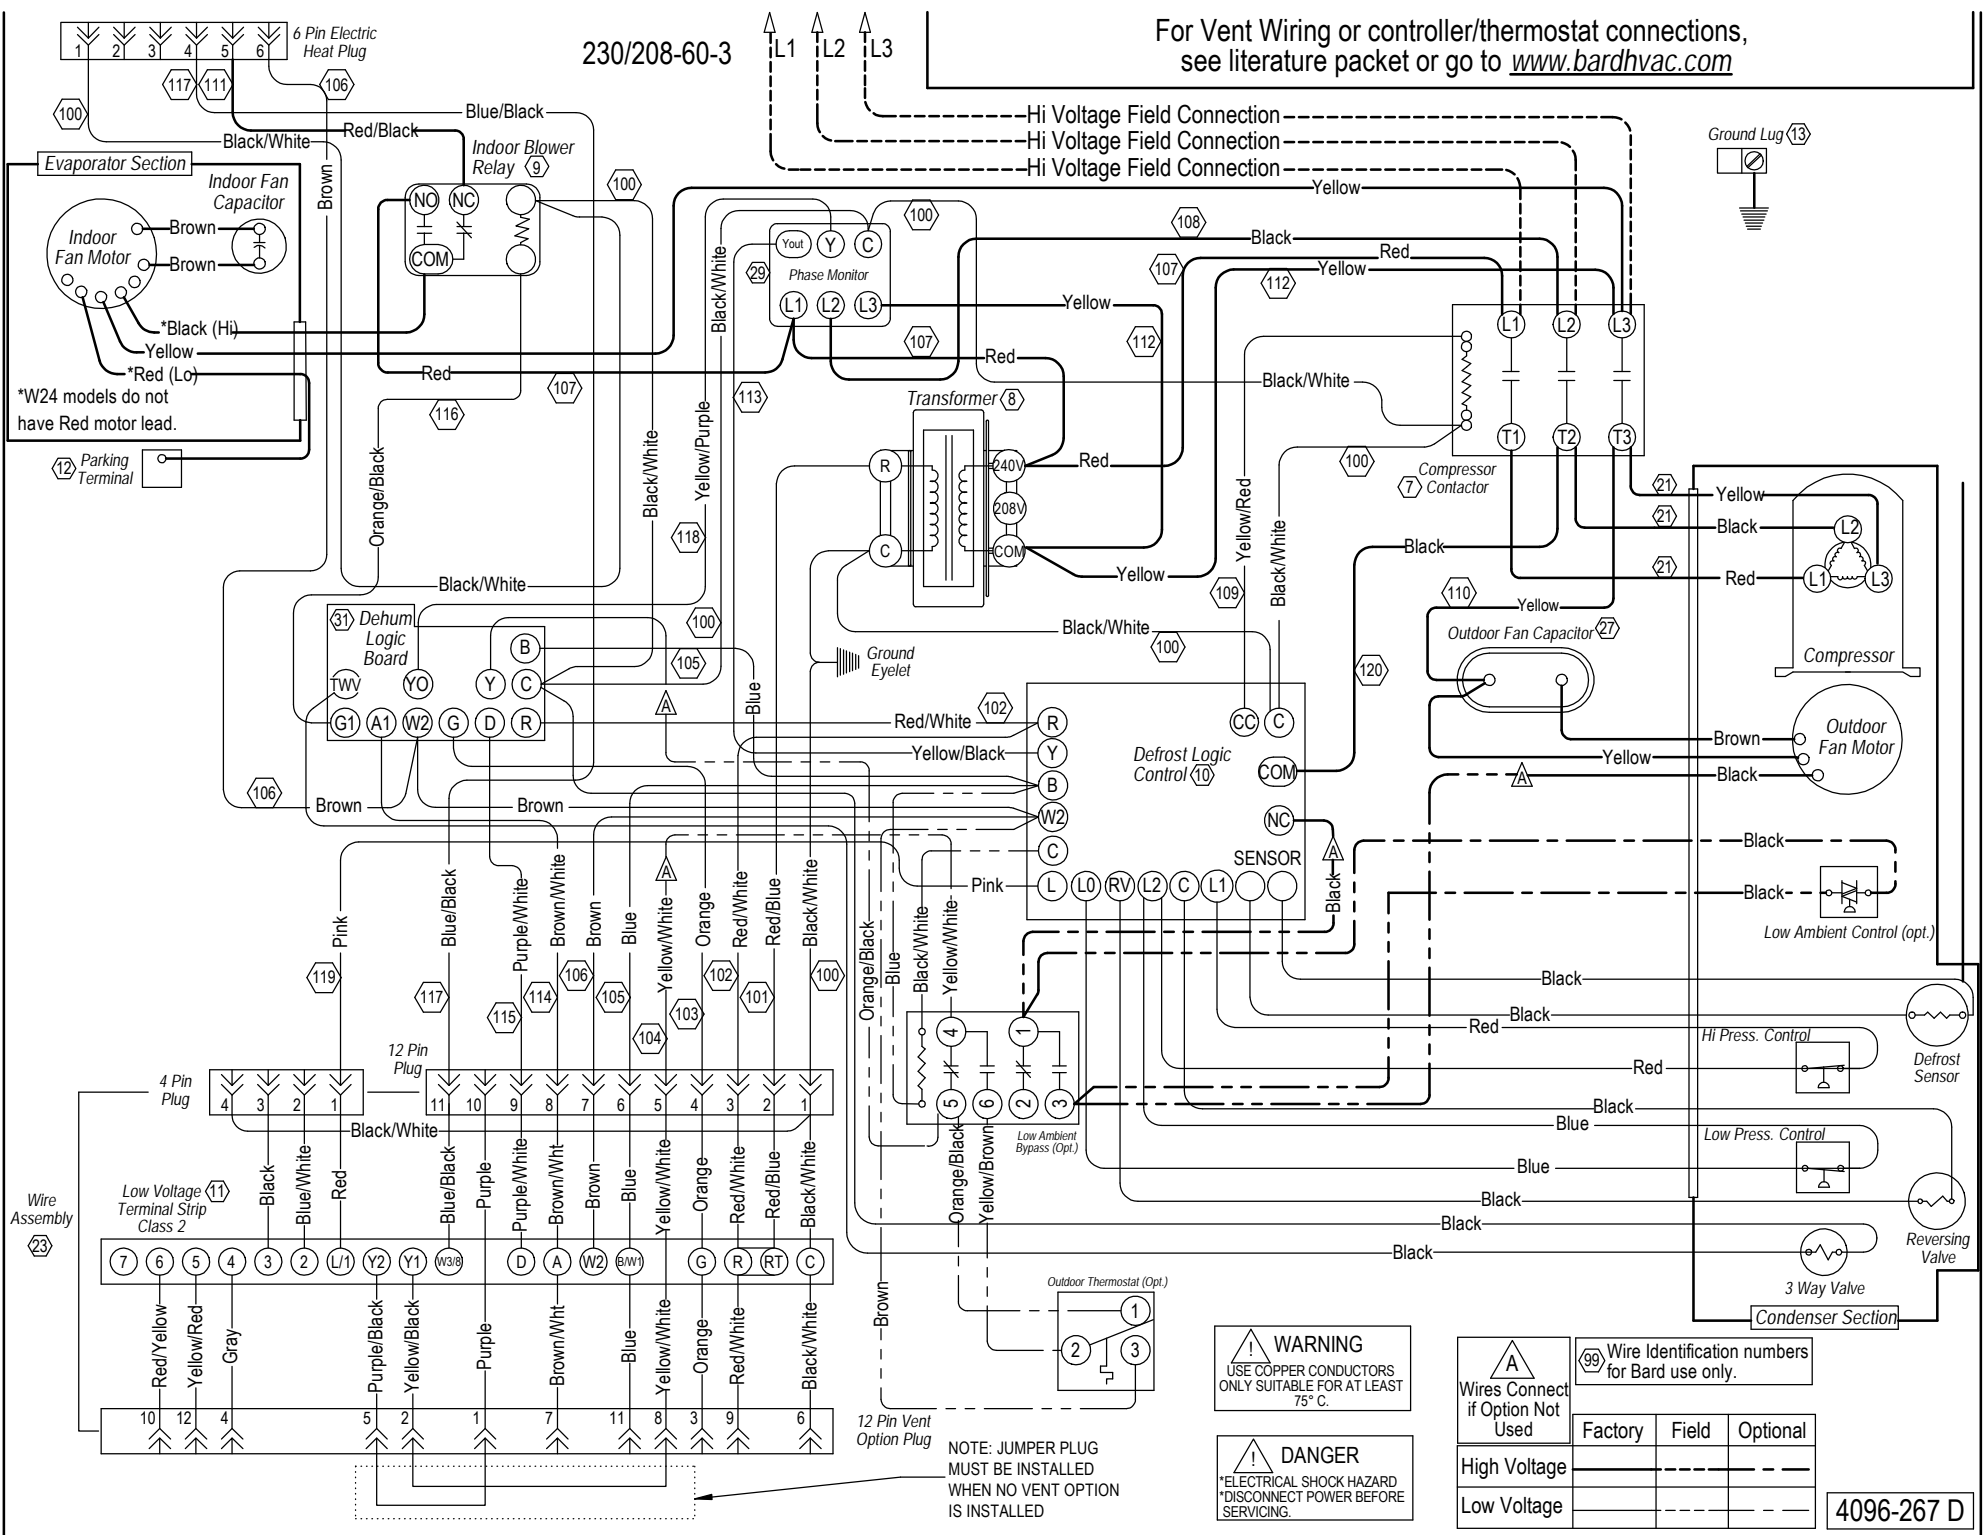 For Vent Wiring or controller/thermostat connections,
see literature packet or go to www.bardhvac.com
230/208-60-3
L1 L2 L3
6 Pin Electric
Heat Plug
1 2 3 4 5 6
117 111 106
100
Blue/Black
Red/Black
Black/White
Hi Voltage Field Connection
Hi Voltage Field Connection
Hi Voltage Field Connection
Ground Lug 13
Evaporator Section
Indoor Fan
Capacitor
Indoor
Fan Motor
Brown
Brown
Brown
Indoor Blower
Relay 9
NO NC
COM
100
Yellow
100
108
Black
Red
107
Yellow
112
Yout Y C
29 Phase Monitor
L1 L2 L3
Yellow
112
Black/White
*Black (Hi)
Yellow
*Red (Lo)
*W24 models do not
have Red motor lead.
12 Parking
Terminal
Red
107
116
113
107
Red
Black/White
L1 L2 L3
T1 T2 T3
Compressor
7 Contactor
100
Transformer 8
R
C
240V
208V
COM
Red
Yellow
Orange/Black
Black/White
Yellow/Purple
118
Black/White
Yellow/Red
109
Black/White
Black
21 Yellow
21 Black
21 Red
L2
L1 L3
Compressor
110
Yellow
Outdoor Fan Capacitor 27
120
Outdoor
Fan Motor
Brown
Yellow
Black
A
31 Dehum
Logic
Board
B
TWV YO Y C
G1 A1 W2 G D R
100
105
A
Blue
Ground
Eyelet
Black/White
100
Red/White 102
Yellow/Black
R
Y
B
W2
C
L L0 RV L2 C L1
CC C
COM
NC
SENSOR
Defrost Logic
Control 10
106
Brown
Brown
Pink
A
Black
Black
Black
Low Ambient Control (opt.)
Pink
Blue/Black
Purple/White
Brown/White
Brown
Blue
Yellow/White
A
Orange
Red/White
Red/Blue
Black/White
Orange/Black
Blue
Black/White
Yellow/White
119
117
115
114
106
105
104
103
102
101
100
Black
Black
Red
Hi Press. Control
Defrost
Sensor
Red
Black
Blue
Low Press. Control
Blue
Black
Black
Black
Reversing
Valve
3 Way Valve
Condenser Section
4 1
5 6 2 3
Low Ambient
Bypass (Opt.)
Orange/Black
Yellow/Brown
4 Pin
Plug
12 Pin
Plug
4 3 2 1
11 10 9 8 7 6 5 4 3 2 1
Black/White
Black
Blue/White
Red
Blue/Black
Purple
Purple/White
Brown/Wht
Brown
Blue
Yellow/White
Orange
Red/White
Red/Blue
Black/White
Wire
Assembly
23
Low Voltage 11
Terminal Strip
Class 2
7 6 5 4 3 2 L/1 Y2 Y1 W3/8 D A W2 B/W1 G R RT C
Red/Yellow
Yellow/Red
Gray
Purple/Black
Yellow/Black
Purple
Brown/Wht
Blue
Yellow/White
Orange
Red/White
Black/White
Brown
10 12 4 5 2 1 7 11 8 3 9 6
12 Pin Vent
Option Plug
Outdoor Thermostat (Opt.)
1
2 3
NOTE: JUMPER PLUG
MUST BE INSTALLED
WHEN NO VENT OPTION
IS INSTALLED
! WARNING
USE COPPER CONDUCTORS
ONLY SUITABLE FOR AT LEAST
75° C.
! DANGER
*ELECTRICAL SHOCK HAZARD
*DISCONNECT POWER BEFORE
SERVICING.
A
Wires Connect
if Option Not
Used
99 Wire Identification numbers
for Bard use only.
Factory Field Optional
High Voltage
Low Voltage
4096-267 D